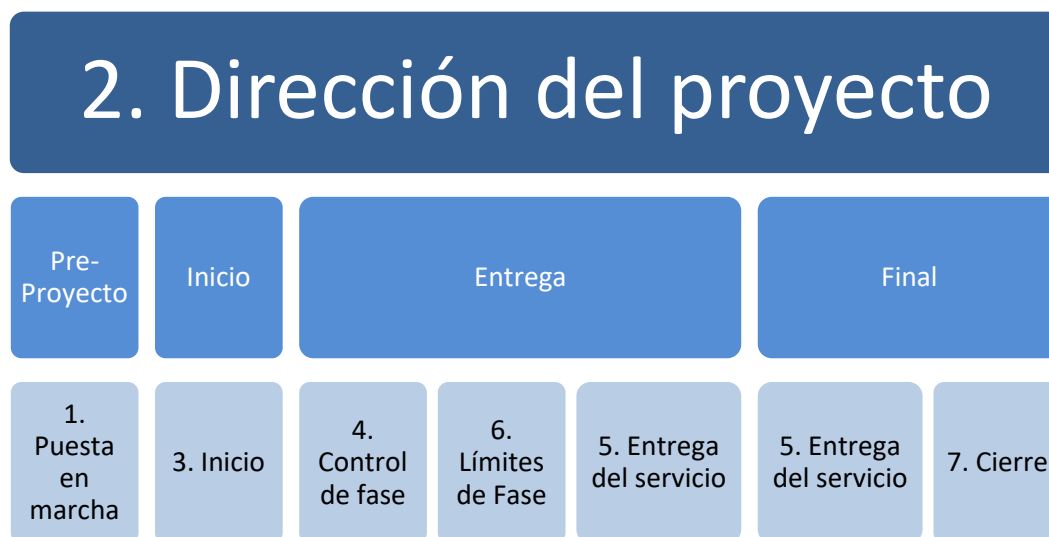 2. Dirección del proyecto
Pre-
Proyecto
Inicio
Entrega
Final
1.
Puesta
en
marcha
3. Inicio
4.
Control
de fase
6.
Límites
de Fase
5. Entrega
del servicio
5. Entrega
del servicio
7. Cierre